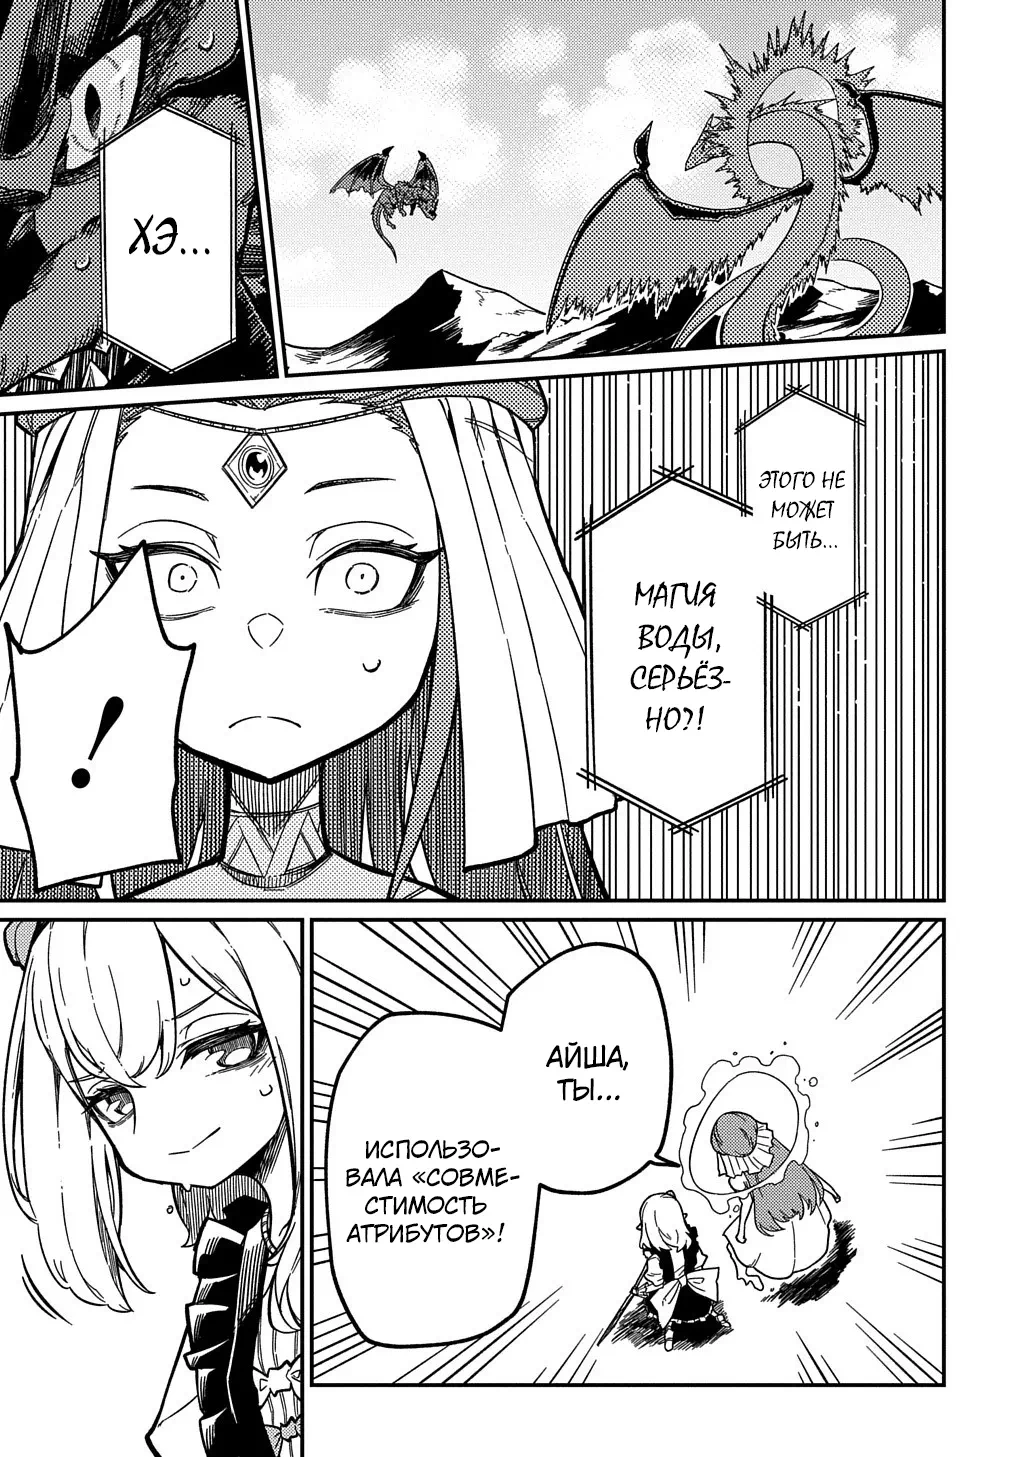 ХЭ...
ЭТОГО НЕ
МОЖЕТ
БЫТЬ...
МАГИЯ
ВОДЫ,
СЕРЬЁЗ-
НО?!
!
АЙША,
ТЫ...
ИСПОЛЬЗО-
ВАЛА «СОВМЕ-
СТИМОСТЬ
АТРИБУТОВ»!